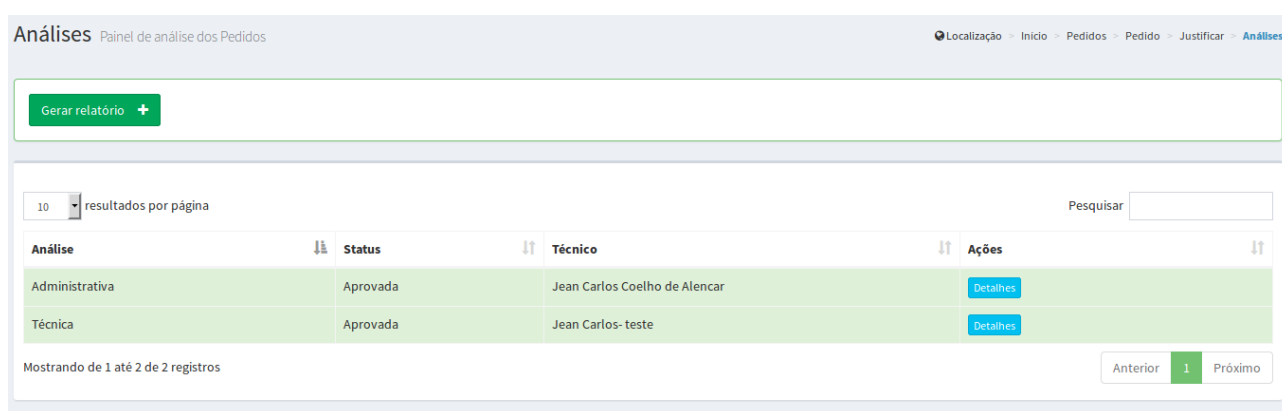 Análises Painel de análise dos Pedidos
Localização > Inicio > Pedidos > Pedido > Justificar > Análises
Gerar relatório
10 resultados por página
Pesquisar
Análise Status Técnico Ações
Administrativa Aprovada Jean Carlos Coelho de Alencar Detalhes
Técnica Aprovada Jean Carlos- teste Detalhes
Mostrando de 1 até 2 de 2 registros
Anterior 1 Próximo